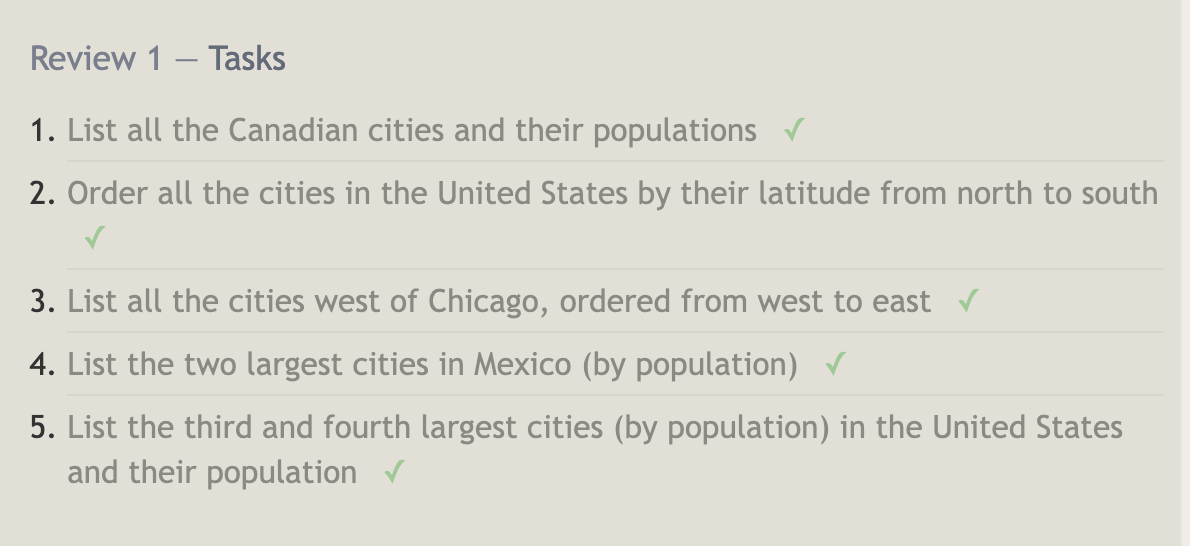 Review 1 — Tasks
1. List all the Canadian cities and their populations ✓
2. Order all the cities in the United States by their latitude from north to south
✓
3. List all the cities west of Chicago, ordered from west to east ✓
4. List the two largest cities in Mexico (by population) ✓
5. List the third and fourth largest cities (by population) in the United States
and their population ✓